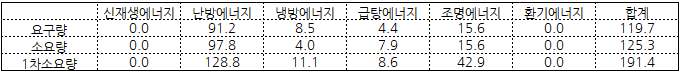 신재생에너지 난방에너지 냉방에너지 급탕에너지 조명에너지 환기에너지 합계
요구량 0.0 91.2 8.5 4.4 15.6 0.0 119.7
소요량 0.0 97.8 4.0 7.9 15.6 0.0 125.3
1차소요량 0.0 128.8 11.1 8.6 42.9 0.0 191.4